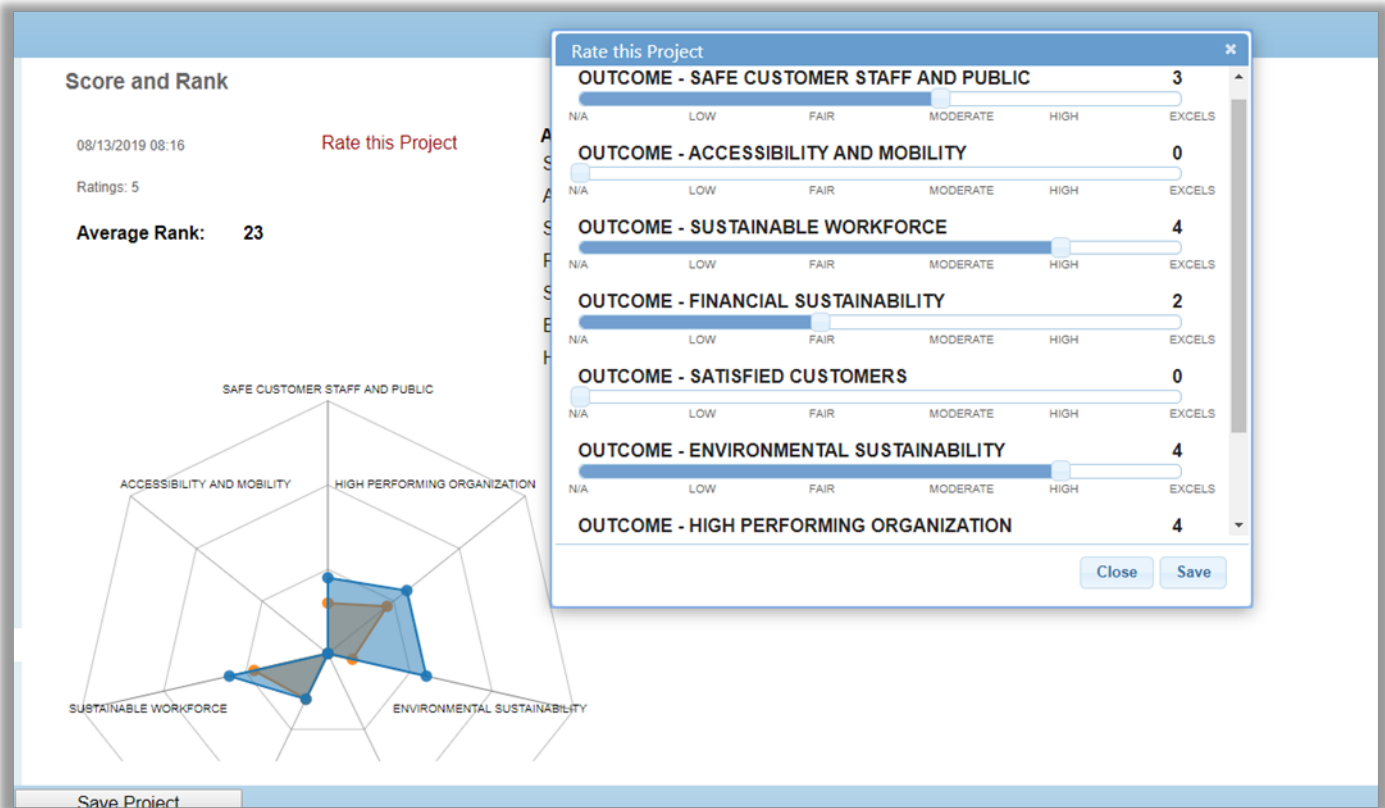 Score and Rank
08/13/2019 08:16
Rate this Project
Ratings: 5
Average Rank: 23
A
S
A
S
F
S
E
H
Rate this Project ×
OUTCOME - SAFE CUSTOMER STAFF AND PUBLIC 3
N/A LOW FAIR MODERATE HIGH EXCELS
OUTCOME - ACCESSIBILITY AND MOBILITY 0
N/A LOW FAIR MODERATE HIGH EXCELS
OUTCOME - SUSTAINABLE WORKFORCE 4
N/A LOW FAIR MODERATE HIGH EXCELS
OUTCOME - FINANCIAL SUSTAINABILITY 2
N/A LOW FAIR MODERATE HIGH EXCELS
OUTCOME - SATISFIED CUSTOMERS 0
N/A LOW FAIR MODERATE HIGH EXCELS
OUTCOME - ENVIRONMENTAL SUSTAINABILITY 4
N/A LOW FAIR MODERATE HIGH EXCELS
OUTCOME - HIGH PERFORMING ORGANIZATION 4
Close Save
SAFE CUSTOMER STAFF AND PUBLIC
ACCESSIBILITY AND MOBILITY HIGH PERFORMING ORGANIZATION
SUSTAINABLE WORKFORCE ENVIRONMENTAL SUSTAINABILITY
Save Project